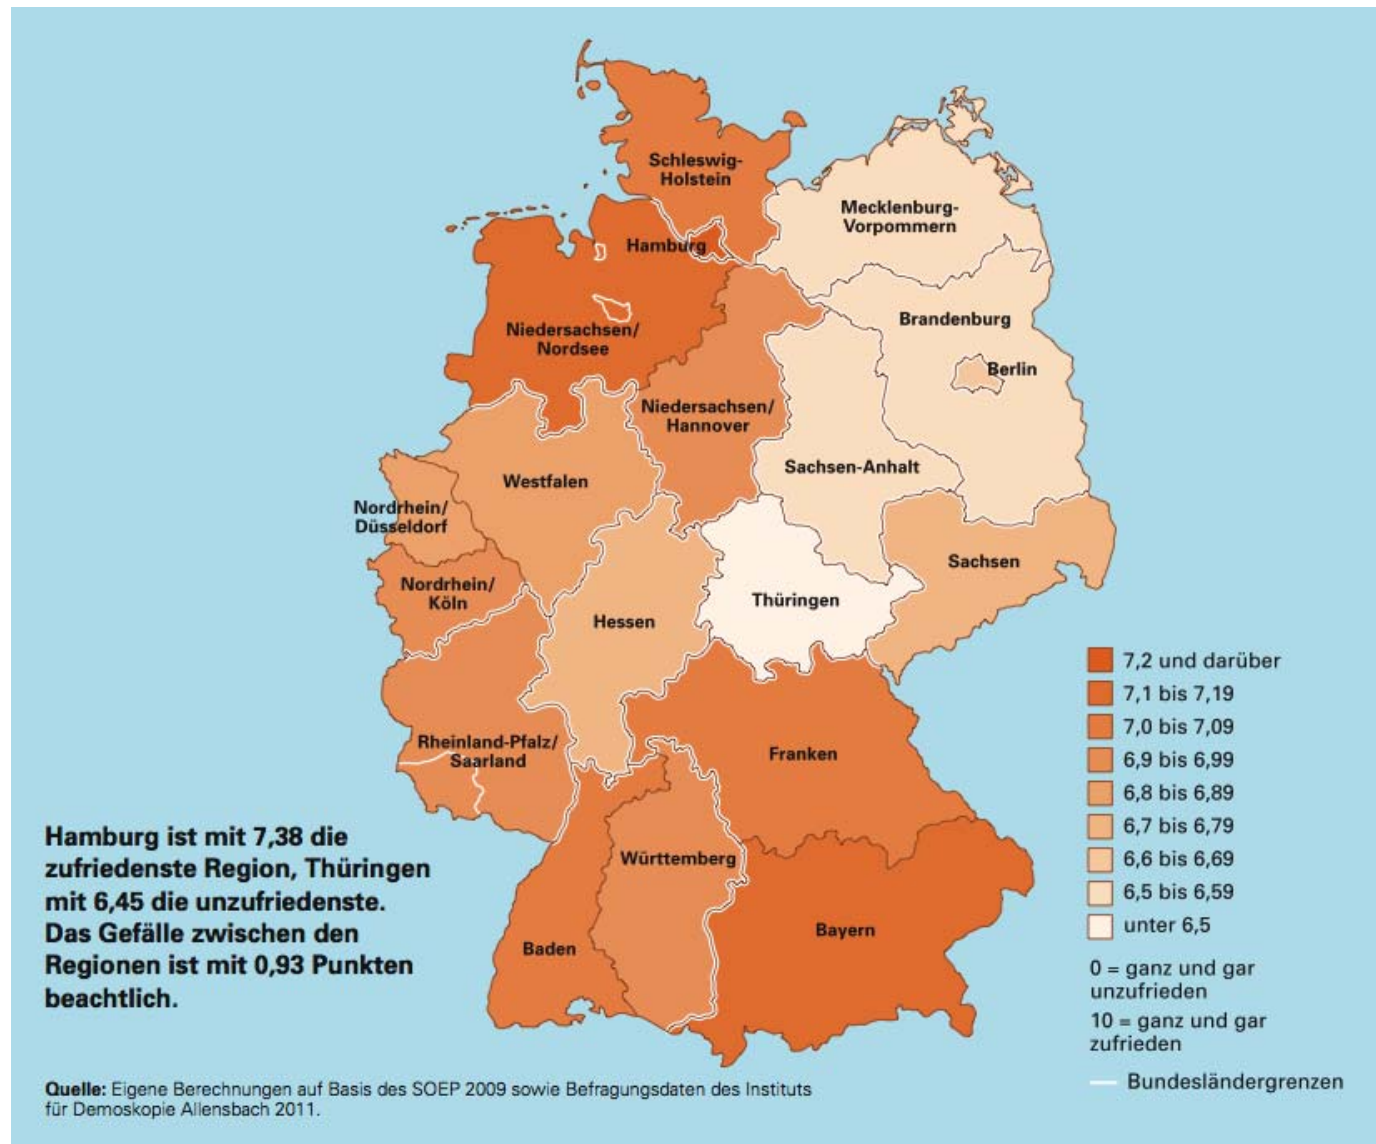 Schleswig-
Holstein
Mecklenburg-
Vorpommern
Hamburg
Niedersachsen/
Nordsee
Brandenburg
Berlin
Niedersachsen/
Hannover
Sachsen-Anhalt
Westfalen
Nordrhein/
Düsseldorf
Sachsen
Nordrhein/
Köln
Thüringen
Hessen
Rheinland-Pfalz/
Saarland
Franken
Württemberg
Baden
Bayern
7,2 und darüber
7,1 bis 7,19
7,0 bis 7,09
6,9 bis 6,99
6,8 bis 6,89
6,7 bis 6,79
6,6 bis 6,69
6,5 bis 6,59
unter 6,5
0 = ganz und gar
unzufrieden
10 = ganz und gar
zufrieden
Bundesländergrenzen
Hamburg ist mit 7,38 die
zufriedenste Region, Thüringen
mit 6,45 die unzufriedenste.
Das Gefälle zwischen den
Regionen ist mit 0,93 Punkten
beachtlich.
Quelle: Eigene Berechnungen auf Basis des SOEP 2009 sowie Befragungsdaten des Instituts
für Demoskopie Allensbach 2011.